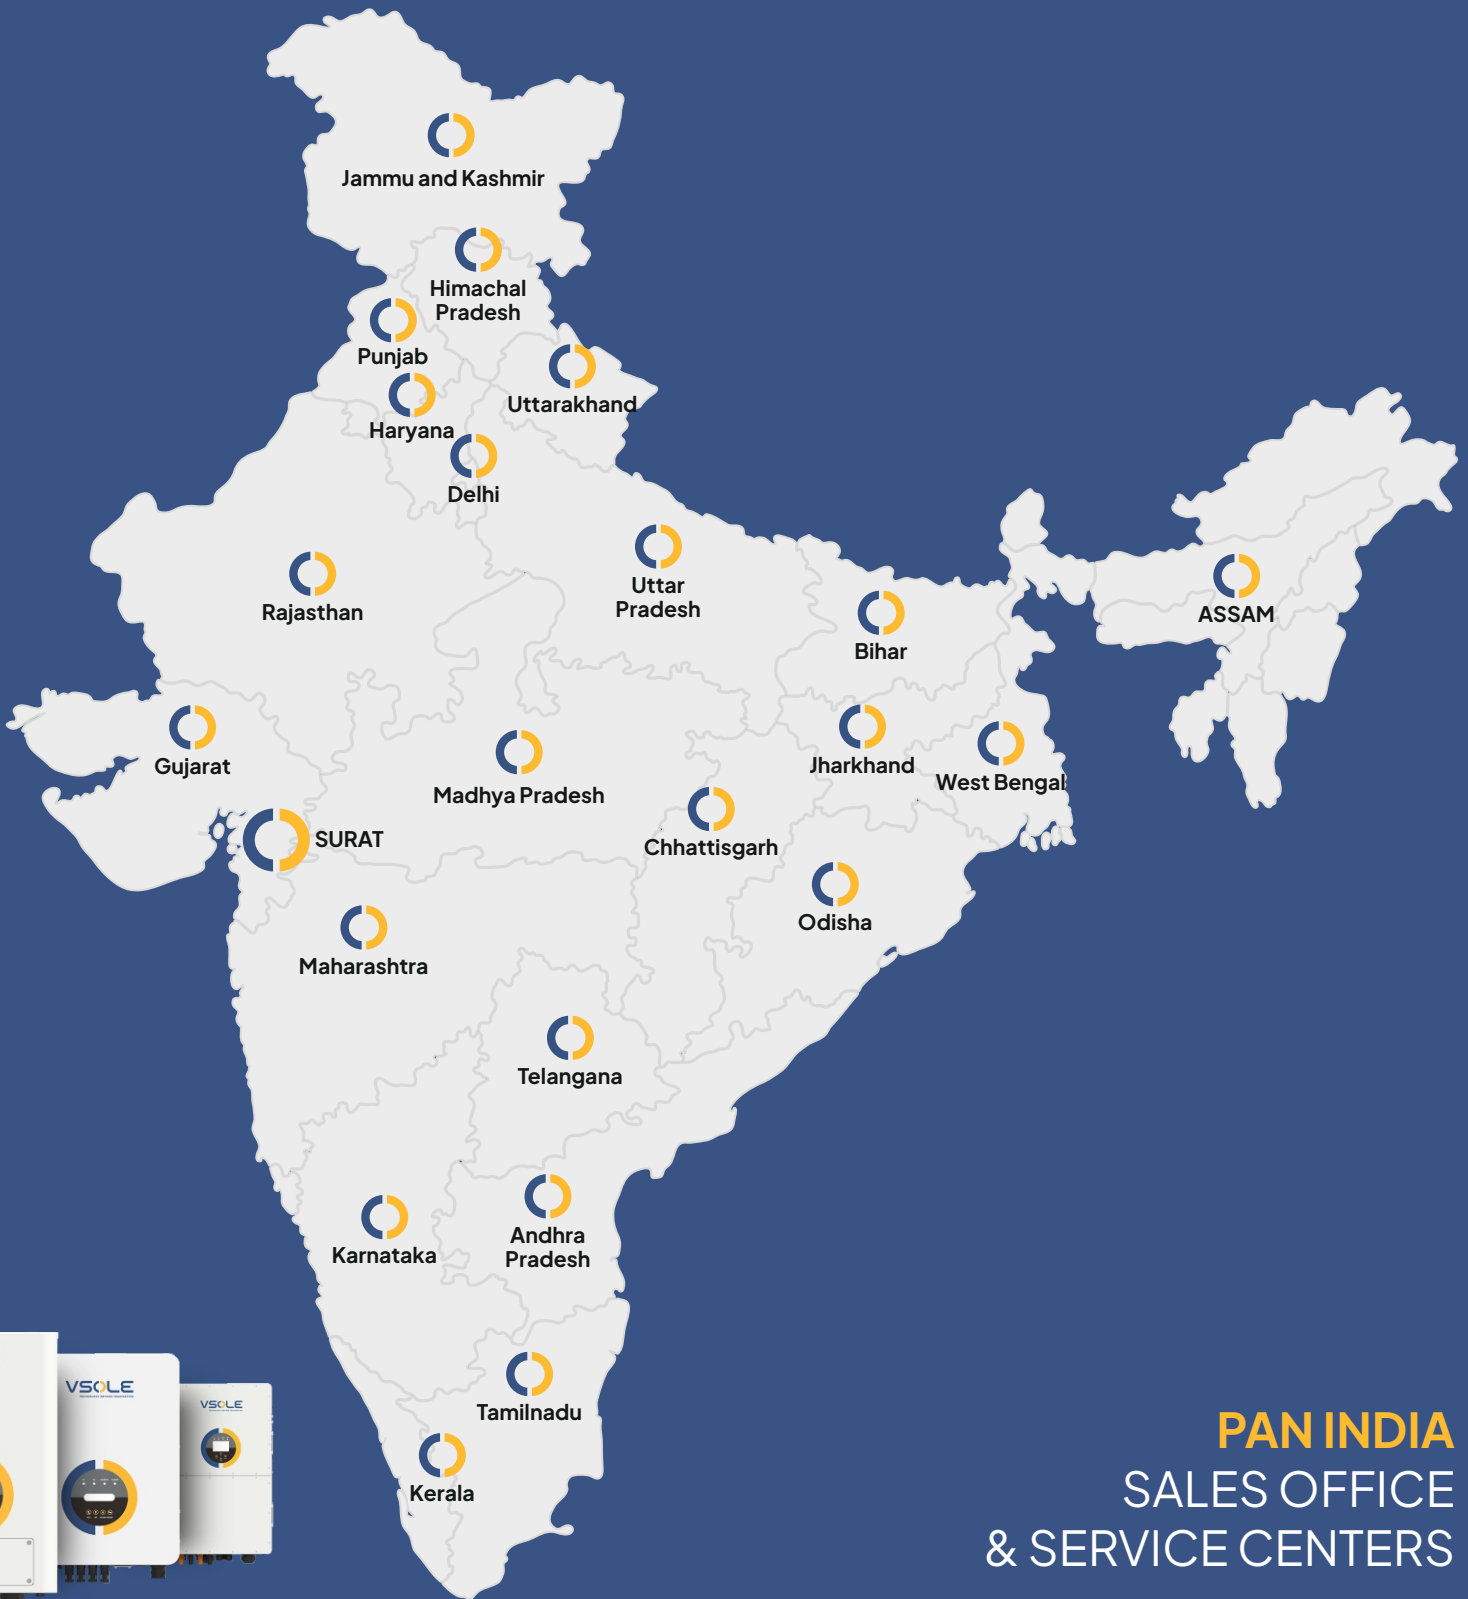 Jammu and Kashmir
Himachal
Pradesh
Punjab
Uttarakhand
Haryana
Delhi
Uttar
Pradesh
Rajasthan
ASSAM
Bihar
Gujarat
Jharkhand
West Bengal
Madhya Pradesh
SURAT
Chhattisgarh
Odisha
Maharashtra
Telangana
Karnataka
Andhra
Pradesh
Tamilnadu
Kerala
VSOLE
VSOLE
PAN INDIA
SALES OFFICE
& SERVICE CENTERS